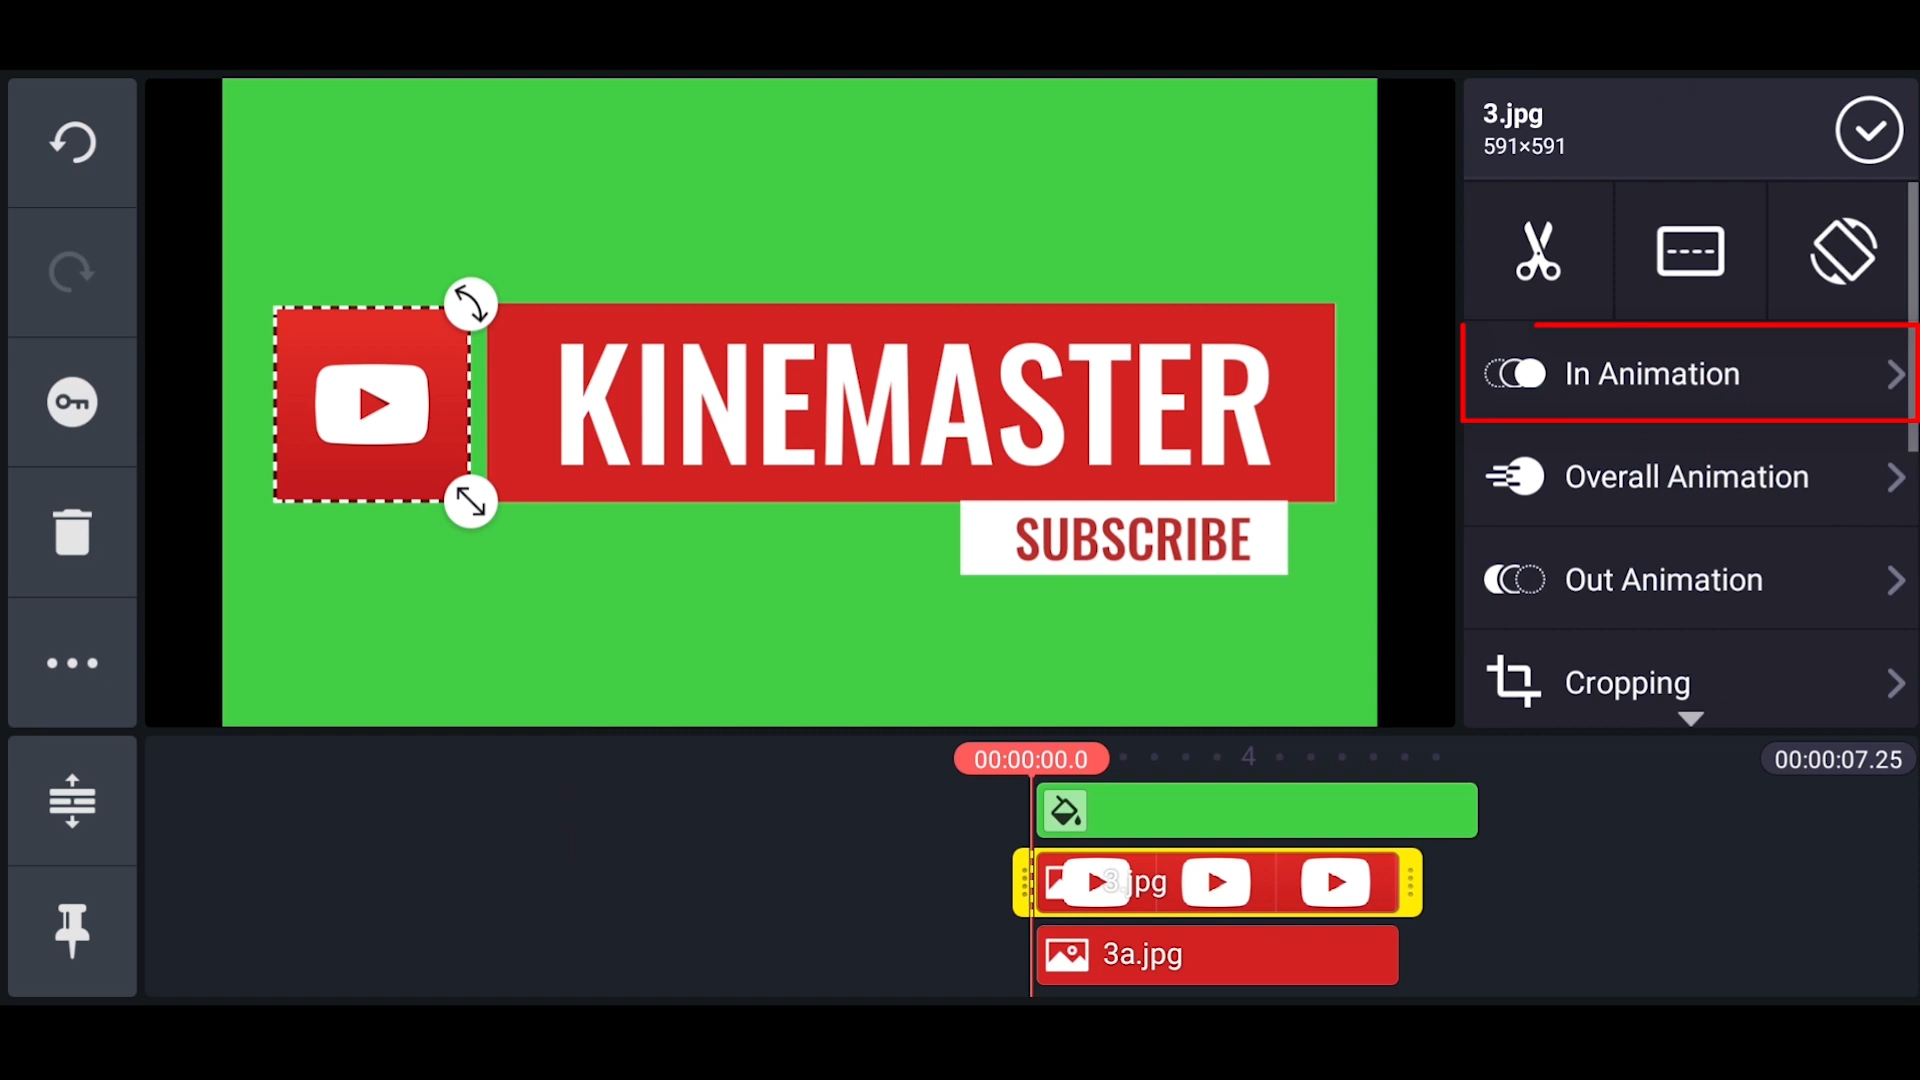 3.jpg
591×591
KINEMASTER
SUBSCRIBE
In Animation
Overall Animation
Out Animation
Cropping
00:00:00.0
4
00:00:07.25
3.jpg
3a.jpg